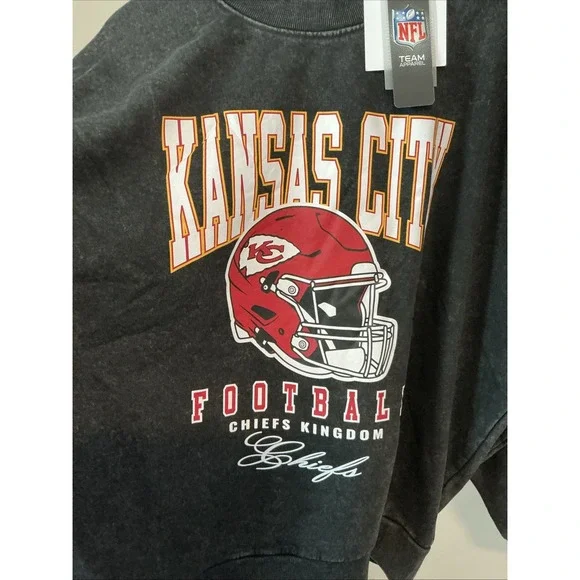 NFL
TEAM
APPAREL
KANSAS CITY
KC
FOOTBALL
CHIEFS KINGDOM
Chiefs